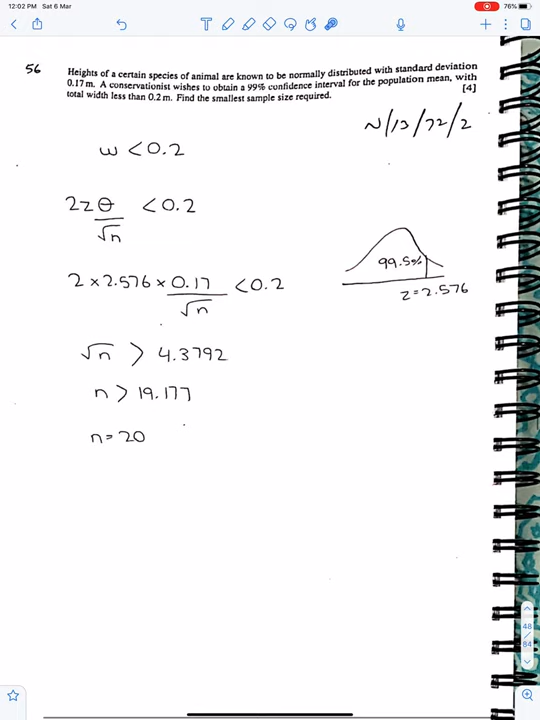 12:02 PM Sat 6 Mar
76%
56
Heights of a certain species of animal are known to be normally distributed with standard deviation
0.17 m. A conservationist wishes to obtain a 99% confidence interval for the population mean, with
total width less than 0.2 m. Find the smallest sample size required.
[4]
N/13/72/2
w < 0.2
2zθ/√n < 0.2
99.5%
z = 2.576
2 × 2.576 × 0.17/√n < 0.2
√n > 4.3792
n > 19.177
n = 20
48
/
84